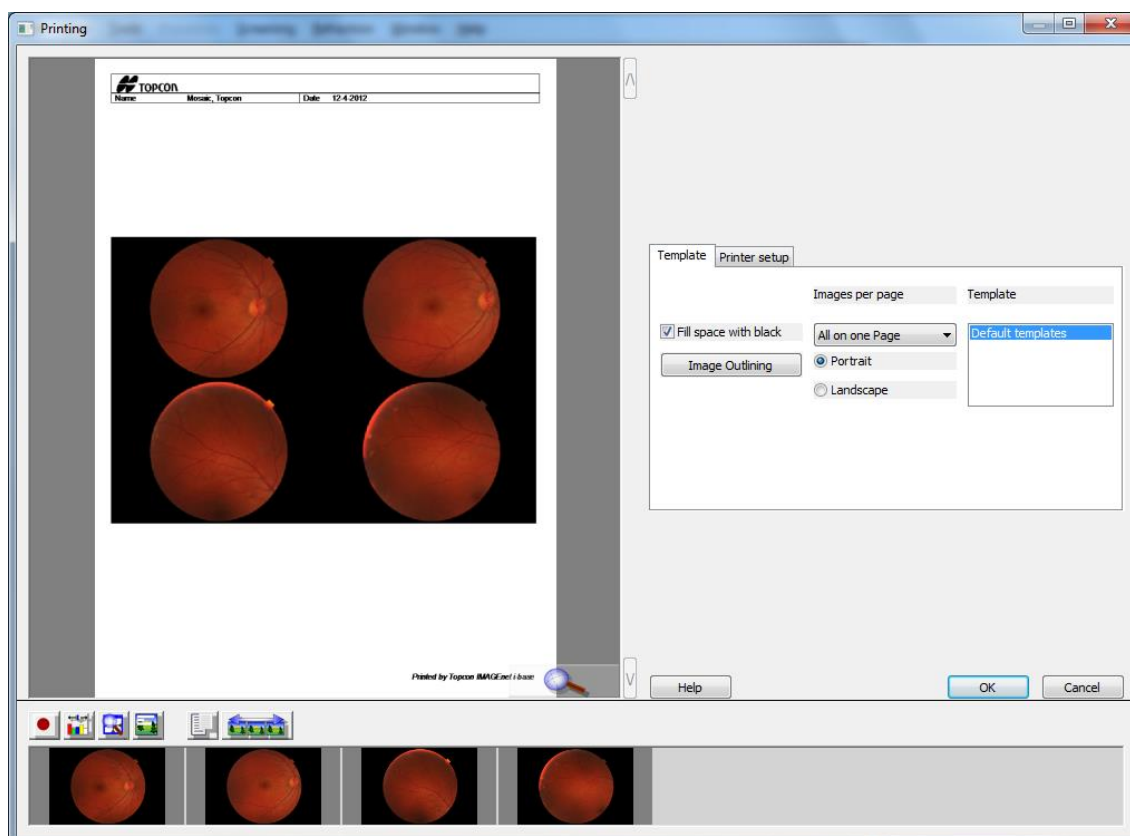 Printing
TOPCON
Name Mosaic, Topcon Date 12-4-2012
Printed by Topcon IMAGEnet i-base
Template Printer setup
Images per page Template
Fill space with black All on one Page Default templates
Image Outlining Portrait
Landscape
Help OK Cancel